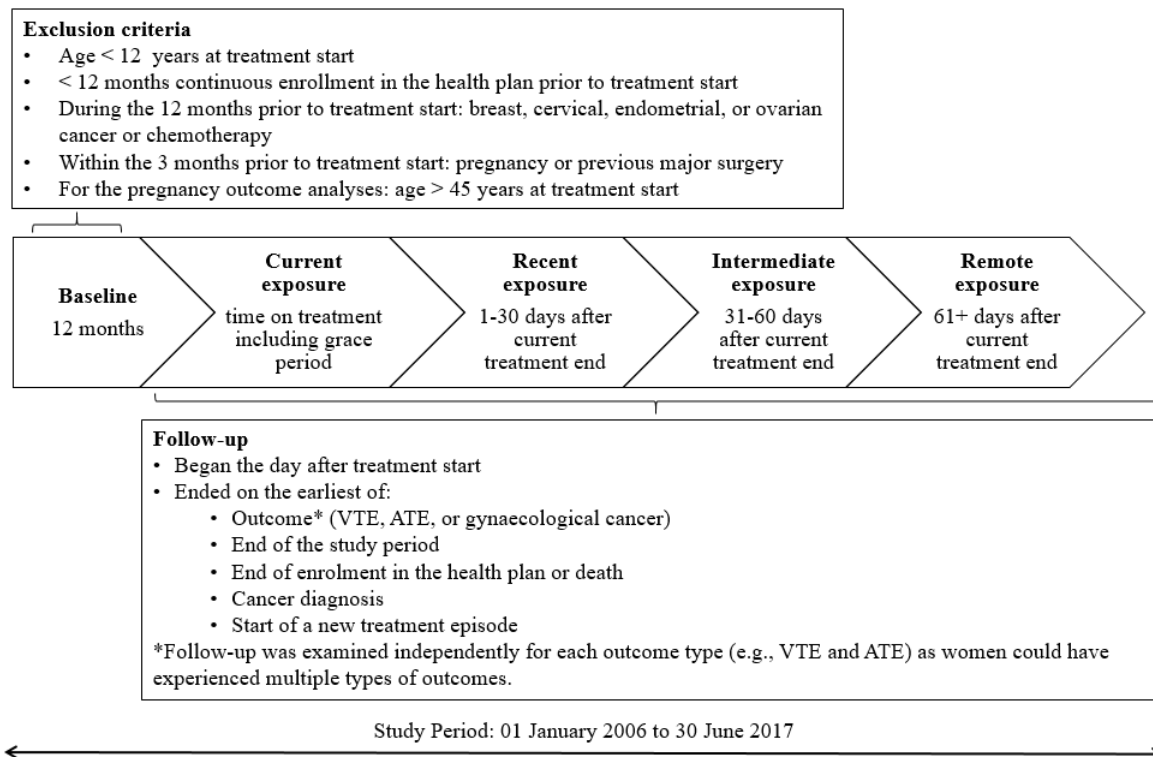 Exclusion criteria
• Age < 12 years at treatment start
• < 12 months continuous enrollment in the health plan prior to treatment start
• During the 12 months prior to treatment start: breast, cervical, endometrial, or ovarian
cancer or chemotherapy
• Within the 3 months prior to treatment start: pregnancy or previous major surgery
• For the pregnancy outcome analyses: age > 45 years at treatment start
Baseline
12 months
Current
exposure
time on treatment
including grace
period
Recent
exposure
1-30 days after
current
treatment end
Intermediate
exposure
31-60 days
after current
treatment end
Remote
exposure
61+ days after
current
treatment end
Follow-up
• Began the day after treatment start
• Ended on the earliest of:
• Outcome* (VTE, ATE, or gynaecological cancer)
• End of the study period
• End of enrolment in the health plan or death
• Cancer diagnosis
• Start of a new treatment episode
*Follow-up was examined independently for each outcome type (e.g., VTE and ATE) as women could have
experienced multiple types of outcomes.
Study Period: 01 January 2006 to 30 June 2017